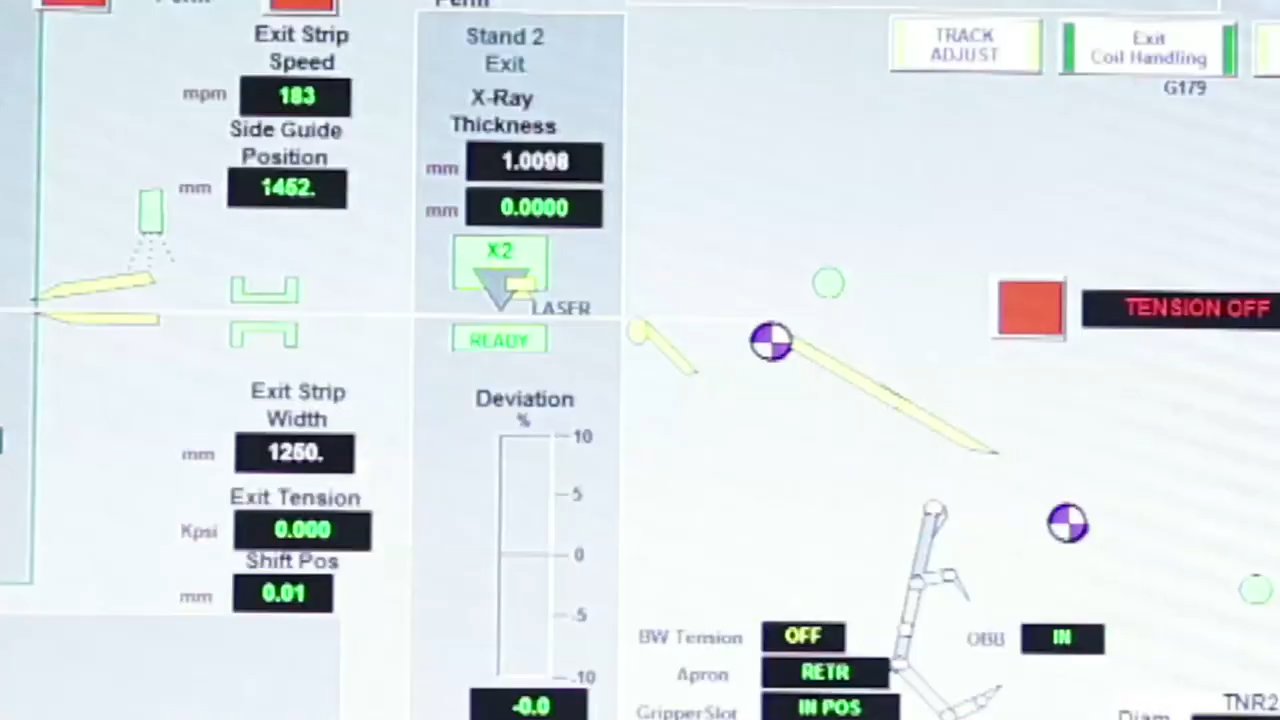 Exit Strip
Speed
mpm 183
Side Guide
Position
mm 1452.
Exit Strip
Width
mm 1250.
Exit Tension
Kpsi 0.000
Shift Pos
mm 0.01
Stand 2
Exit
X-Ray
Thickness
mm 1.0098
mm 0.0000
X2
LASER
READY
Deviation
%
10
5
0
-5
-10
-0.0
TRACK
ADJUST
Exit
Coil Handling
G179
TENSION OFF
BW Tension OFF
OBB IN
Apron RETR
GripperSlot IN POS
TNR2
Diam